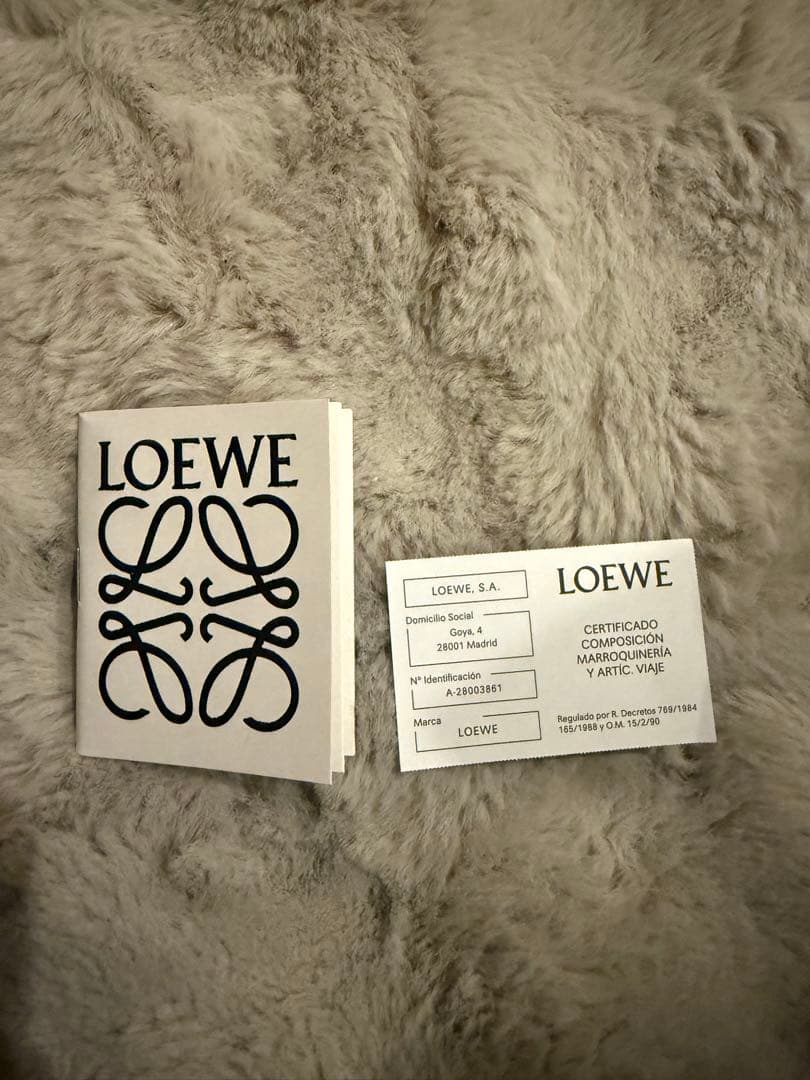 LOEWE
LOEWE, S.A.
Domicilio Social
Goya, 4
28001 Madrid
Nº Identificación
A-28003861
Marca
LOEWE
LOEWE
CERTIFICADO
COMPOSICIÓN
MARROQUINERÍA
Y ARTÍC. VIAJE
Regulado por R. Decretos 769/1984
165/1988 y O.M. 15/2/90